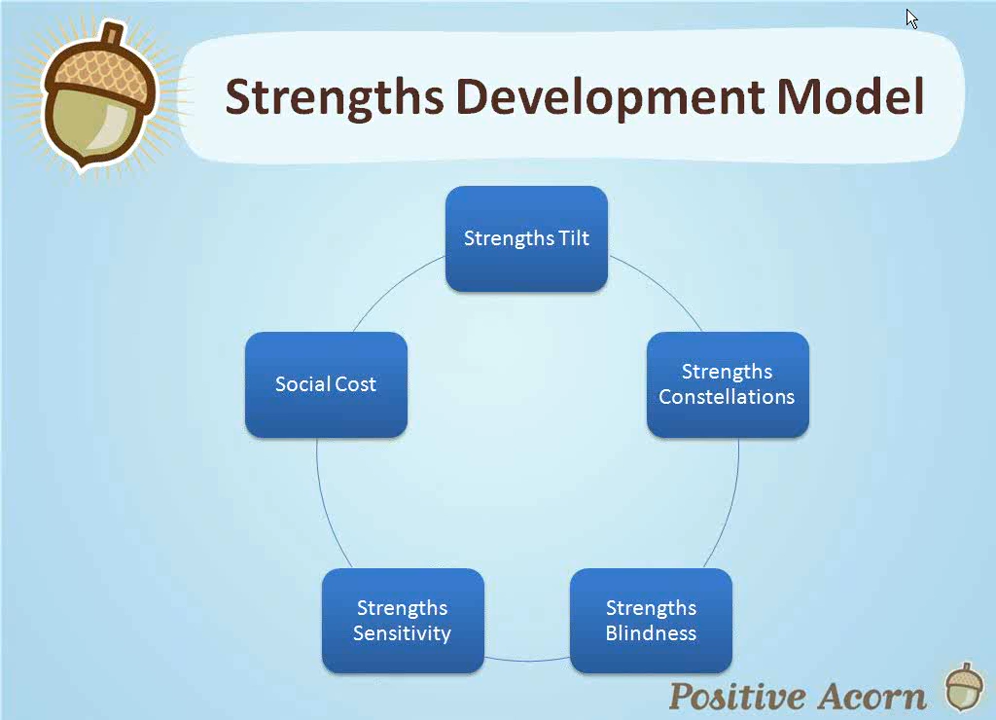 Strengths Development Model
Strengths Tilt
Social Cost
Strengths
Constellations
Strengths
Sensitivity
Strengths
Blindness
Positive Acorn